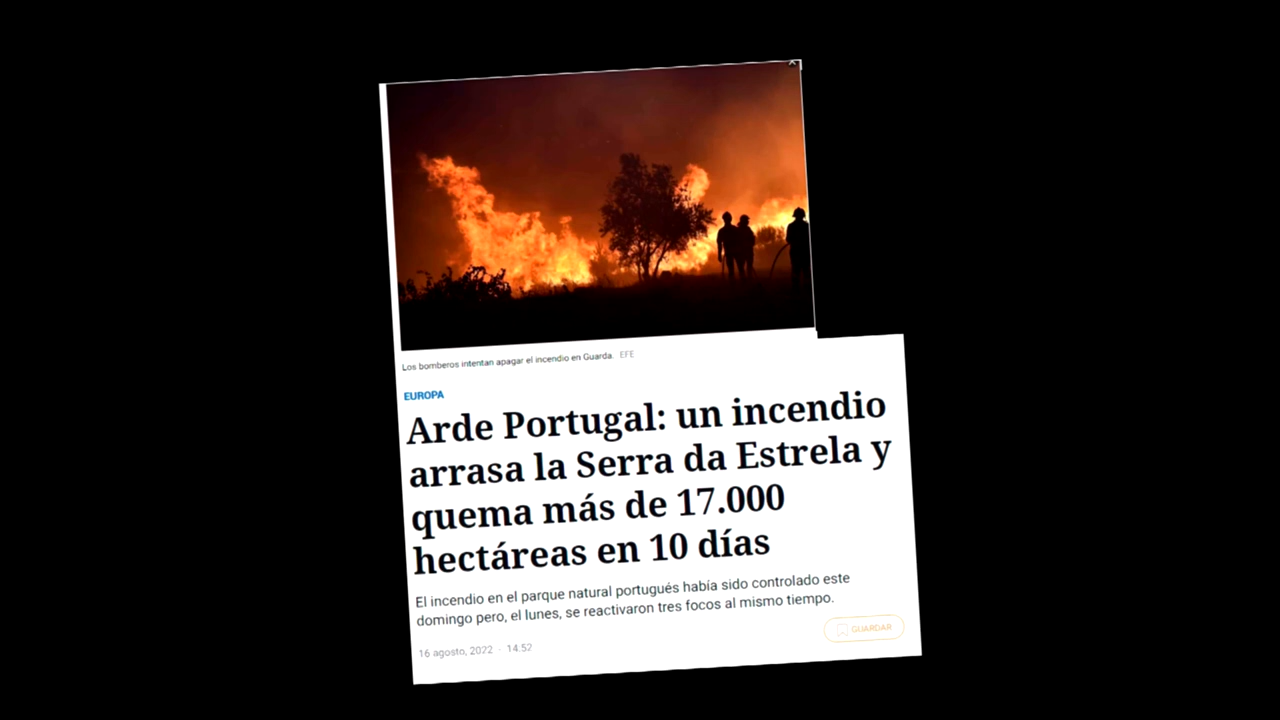 Los bomberos intentan apagar el incendio en Guarda. EFE
EUROPA
Arde Portugal: un incendio
arrasa la Serra da Estrela y
quema más de 17.000
hectáreas en 10 días
El incendio en el parque natural portugués había sido controlado este
domingo pero, el lunes, se reactivaron tres focos al mismo tiempo.
GUARDAR
16 agosto, 2022 · 14:52